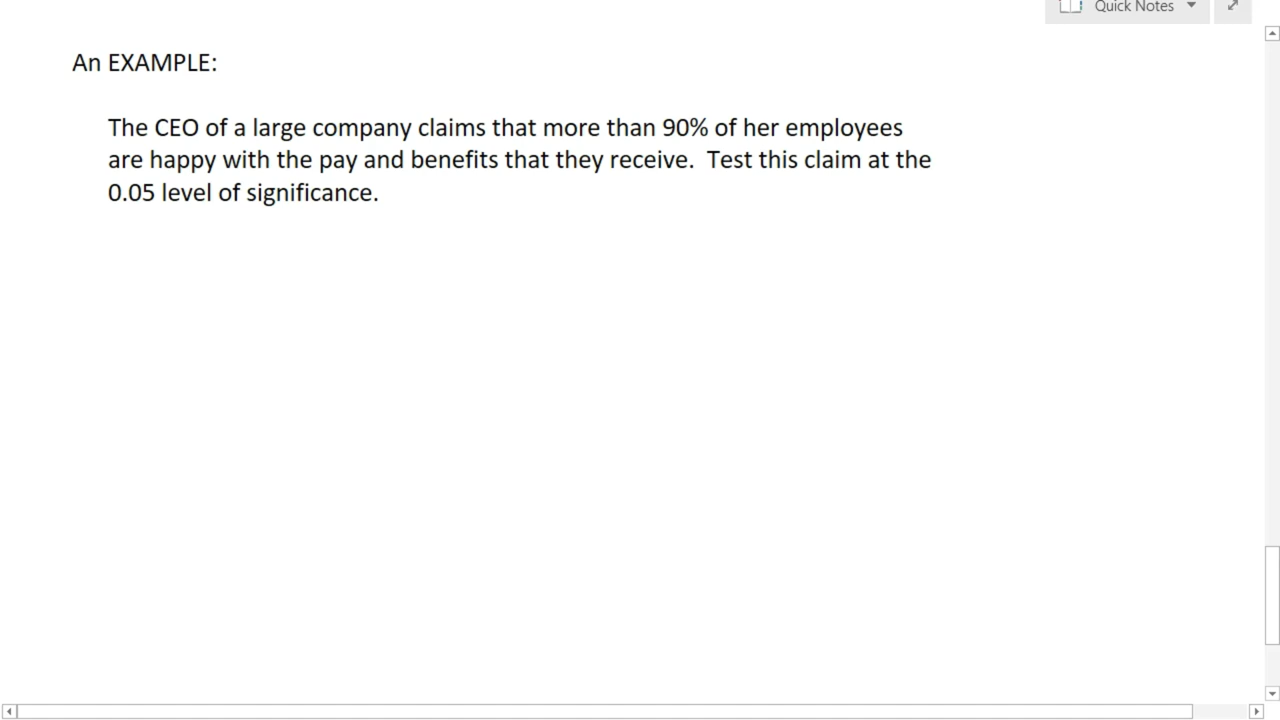 Quick Notes
An EXAMPLE:
The CEO of a large company claims that more than 90% of her employees
are happy with the pay and benefits that they receive.  Test this claim at the
0.05 level of significance.